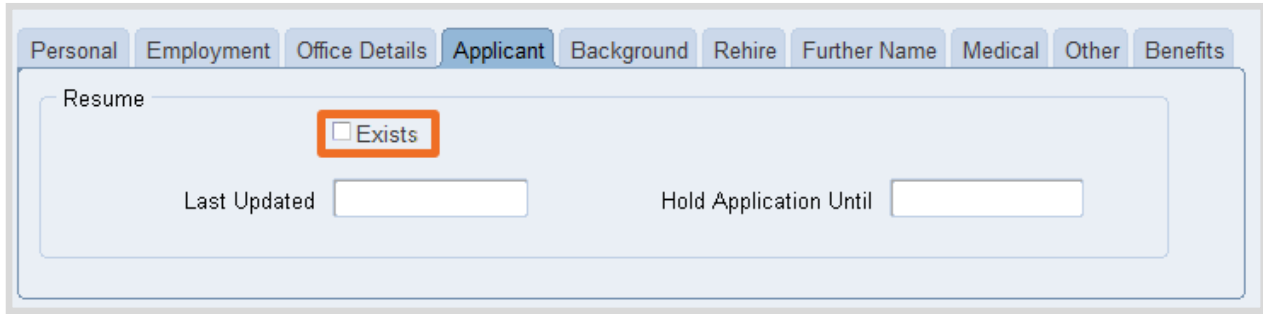 Personal Employment Office Details Applicant Background Rehire Further Name Medical Other Benefits
Resume
Exists
Last Updated Hold Application Until